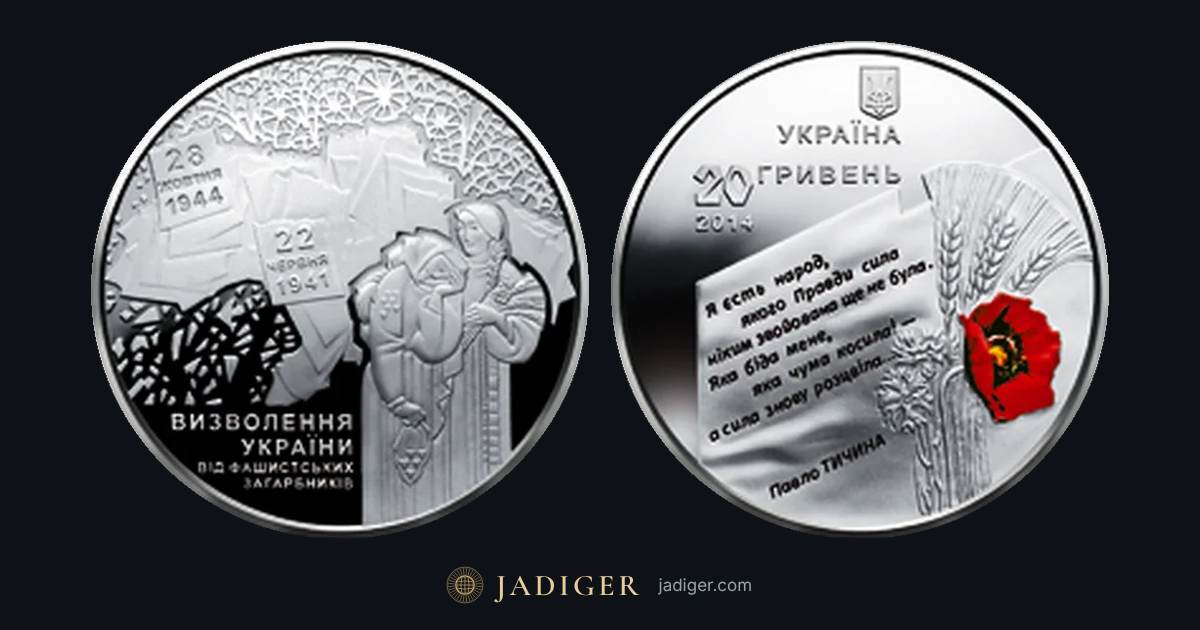 28
ЖОВТНЯ
1944
22
ЧЕРВНЯ
1941
ВИЗВОЛЕННЯ
УКРАЇНИ
ВІД ФАШИСТСЬКИХ
ЗАГАРБНИКІВ
УКРАЇНА
20 ГРИВЕНЬ
2014
Я єсть народ,
якого Правди сила
ніким звойована ще не була.
Яка біда мене,
яка чума косила! —
а сила знову розцвіла...
Павло ТИЧИНА
JADIGER jadiger.com